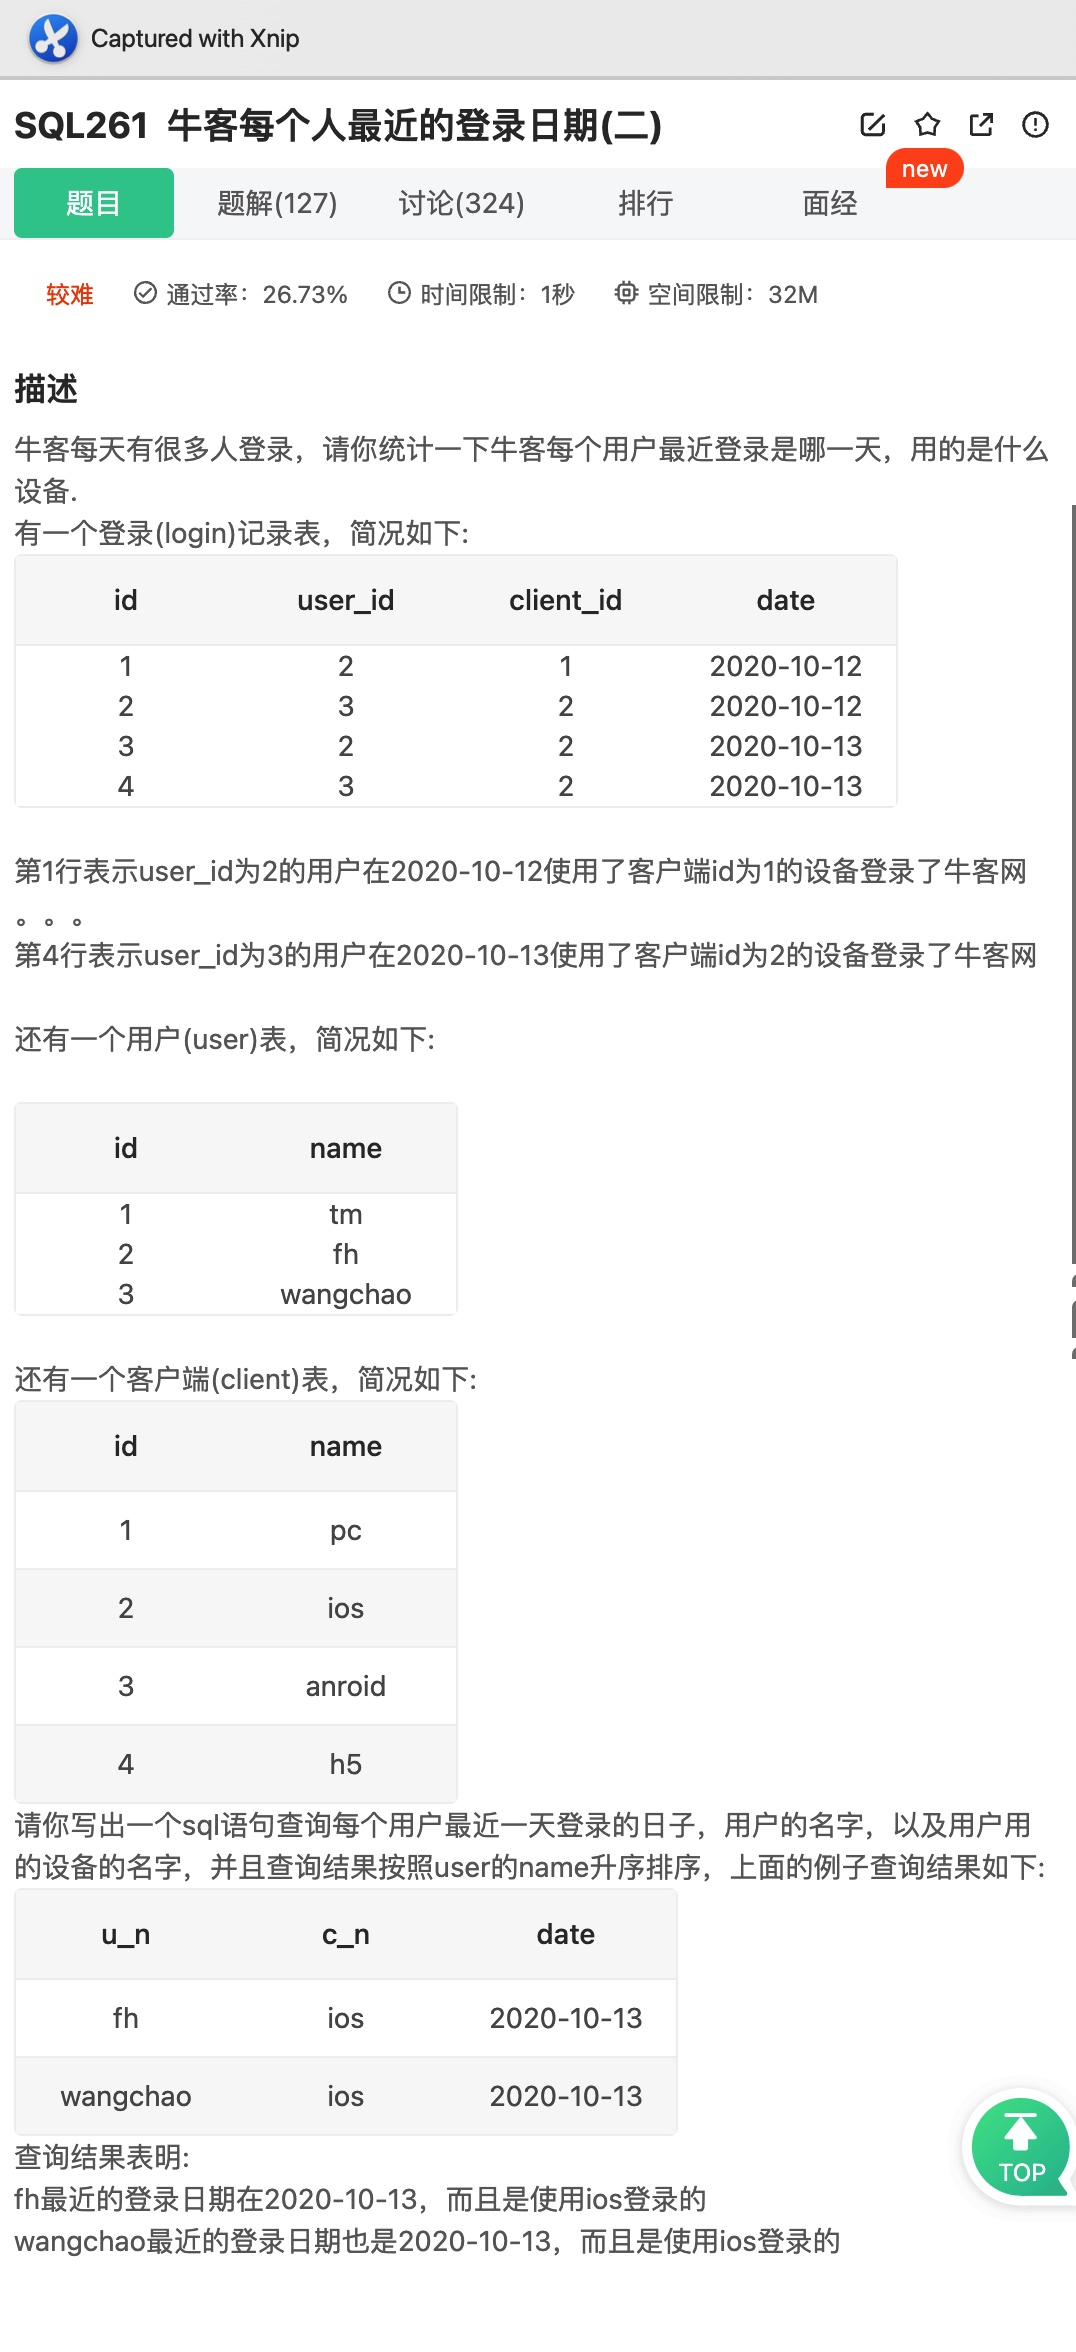 Captured with Xnip
SQL261 牛客每个人最近的登录日期(二)
new
题目 题解(127) 讨论(324) 排行 面经
较难 通过率：26.73% 时间限制：1秒 空间限制：32M
描述
牛客每天有很多人登录，请你统计一下牛客每个用户最近登录是哪一天，用的是什么
设备.
有一个登录(login)记录表，简况如下:
id user_id client_id date
1 2 1 2020-10-12
2 3 2 2020-10-12
3 2 2 2020-10-13
4 3 2 2020-10-13
第1行表示user_id为2的用户在2020-10-12使用了客户端id为1的设备登录了牛客网
。。。
第4行表示user_id为3的用户在2020-10-13使用了客户端id为2的设备登录了牛客网
还有一个用户(user)表，简况如下:
id name
1 tm
2 fh
3 wangchao
还有一个客户端(client)表，简况如下:
id name
1 pc
2 ios
3 anroid
4 h5
请你写出一个sql语句查询每个用户最近一天登录的日子，用户的名字，以及用户用
的设备的名字，并且查询结果按照user的name升序排序，上面的例子查询结果如下:
u_n c_n date
fh ios 2020-10-13
wangchao ios 2020-10-13
查询结果表明:
fh最近的登录日期在2020-10-13，而且是使用ios登录的
wangchao最近的登录日期也是2020-10-13，而且是使用ios登录的
TOP